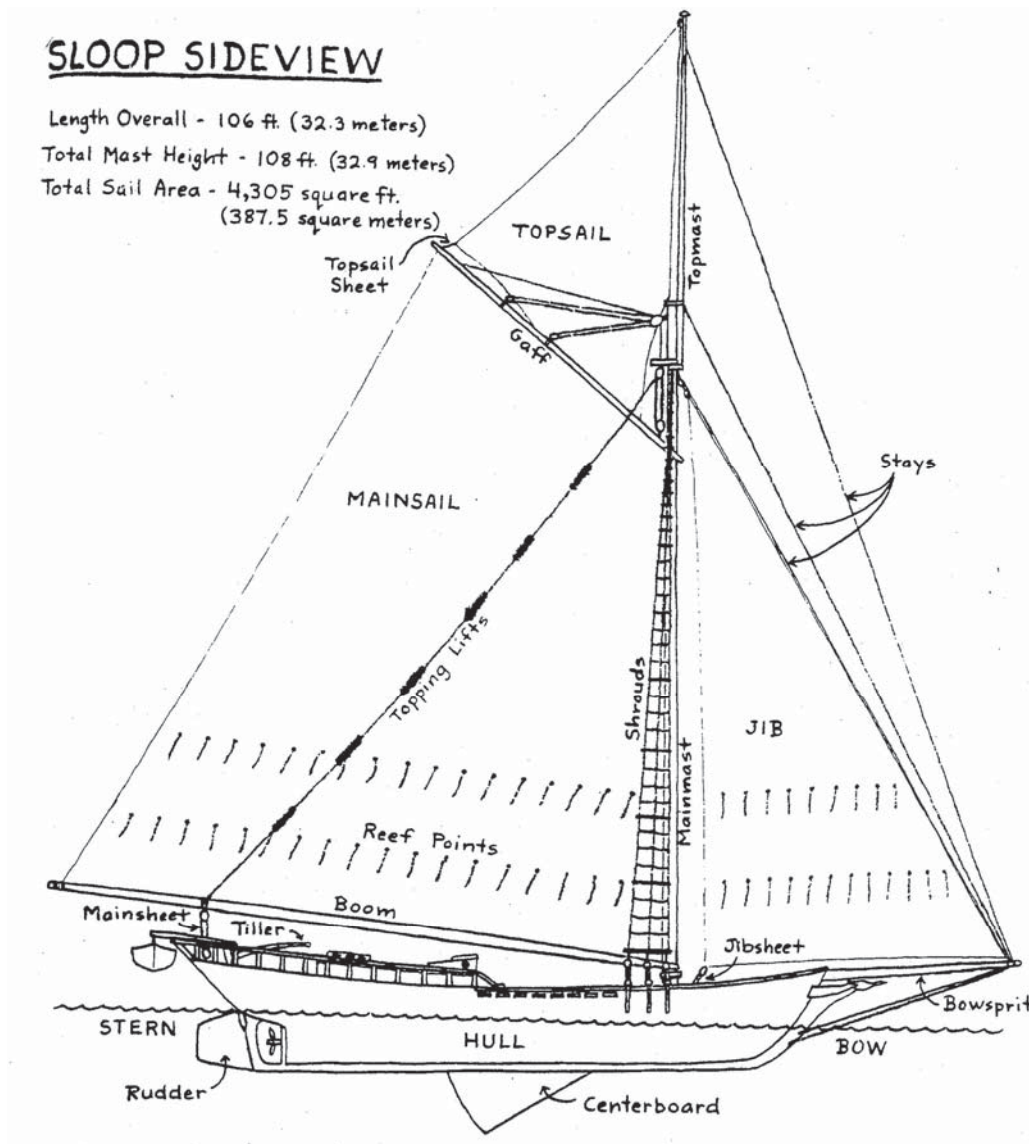 SLOOP SIDEVIEW
Length Overall - 106 ft. (32.3 meters)
Total Mast Height - 108 ft. (32.9 meters)
Total Sail Area - 4,305 square ft.
(387.5 square meters)
Topsail
Sheet
TOPSAIL
Topmast
Gaff
Stays
MAINSAIL
Topping Lifts
Shrouds
Mainmast
JIB
Reef Points
Boom
Mainsheet
Tiller
Jibsheet
Bowsprit
STERN
HULL
BOW
Rudder
Centerboard